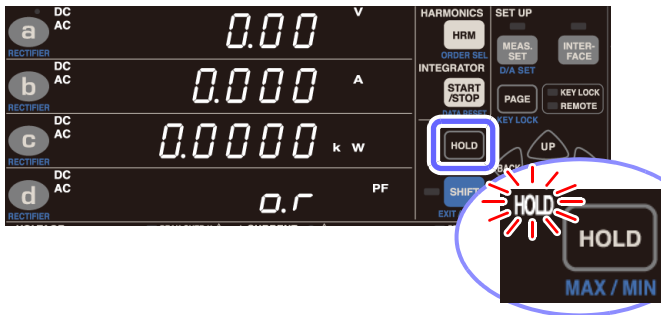 DC
AC
a
RECTIFIER
0.00
V
DC
AC
b
RECTIFIER
0.000
A
DC
AC
c
RECTIFIER
0.0000
k W
DC
AC
d
RECTIFIER
o.r
PF
HARMONICS
HRM
ORDER SEL
INTEGRATOR
START
/STOP
DATA RESET
HOLD
SHIFT
EXIT
SET UP
MEAS.
SET
D/A SET
INTER-
FACE
PAGE
KEY LOCK
KEY LOCK
REMOTE
UP
BACK
HOLD
HOLD
MAX / MIN